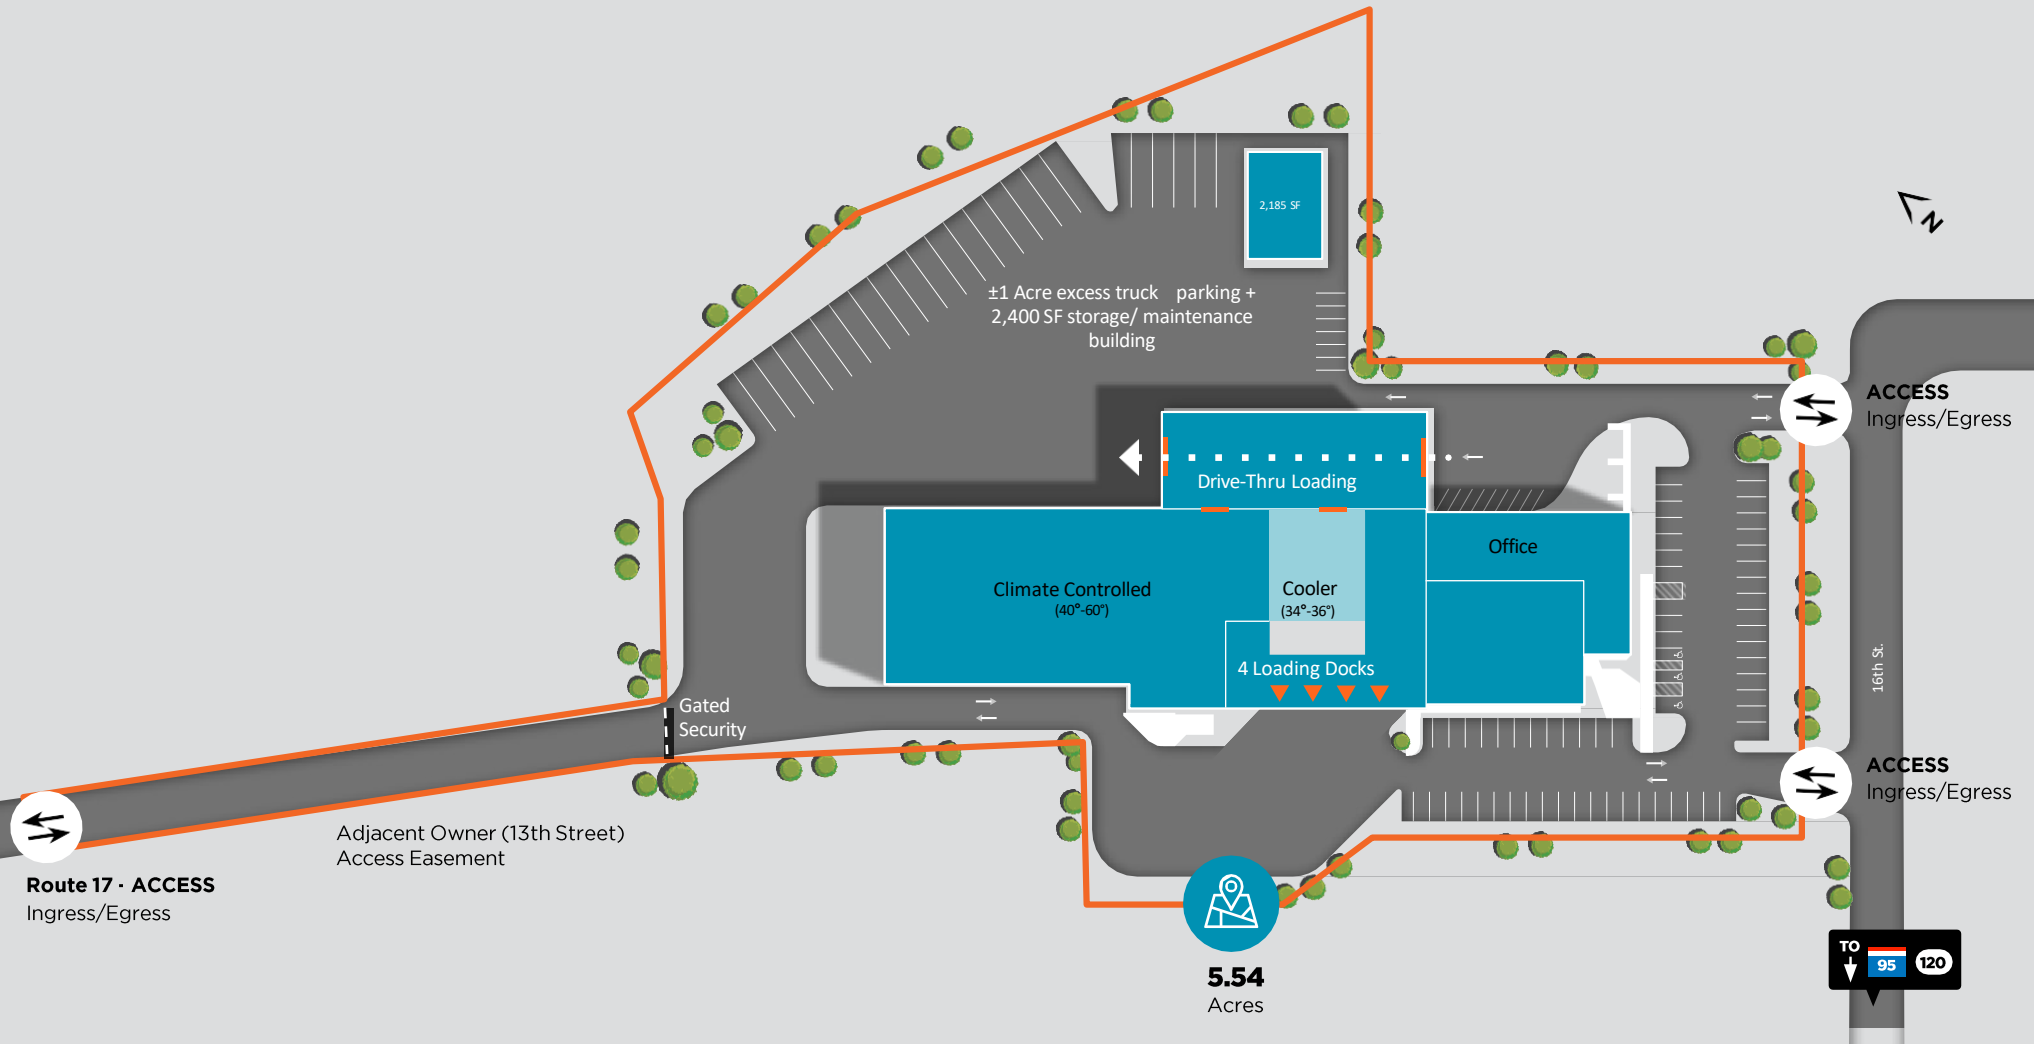 2,185 SF
N
±1 Acre excess truck parking +
2,400 SF storage/ maintenance
building
ACCESS
Ingress/Egress
Drive-Thru Loading
Office
Climate Controlled
(40°-60°)
Cooler
(34°-36°)
4 Loading Docks
16th St.
Gated
Security
ACCESS
Ingress/Egress
Adjacent Owner (13th Street)
Access Easement
Route 17 - ACCESS
Ingress/Egress
5.54
Acres
TO
95
120